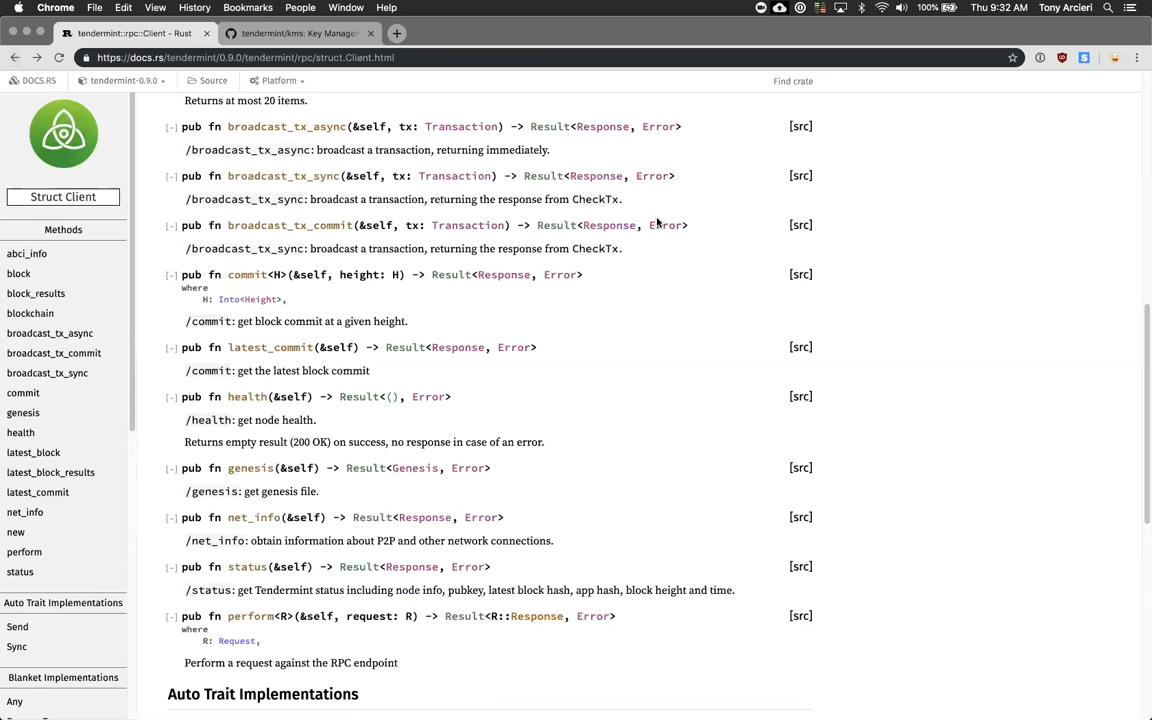 Chrome File Edit View History Bookmarks People Window Help 100% Thu 9:32 AM Tony Arcieri
tendermint::rpc::Client - Rust
tendermint/kms: Key Manage
https://docs.rs/tendermint/0.9.0/tendermint/rpc/struct.Client.html
DOCS.RS tendermint-0.9.0 Source Platform Find crate
Struct Client
Methods
abci_info
block
block_results
blockchain
broadcast_tx_async
broadcast_tx_commit
broadcast_tx_sync
commit
genesis
health
latest_block
latest_block_results
latest_commit
net_info
new
perform
status
Auto Trait Implementations
Send
Sync
Blanket Implementations
Any
Returns at most 20 items.
[-] pub fn broadcast_tx_async(&self, tx: Transaction) -> Result<Response, Error> [src]
/broadcast_tx_async: broadcast a transaction, returning immediately.
[-] pub fn broadcast_tx_sync(&self, tx: Transaction) -> Result<Response, Error> [src]
/broadcast_tx_sync: broadcast a transaction, returning the response from CheckTx.
[-] pub fn broadcast_tx_commit(&self, tx: Transaction) -> Result<Response, Error> [src]
/broadcast_tx_sync: broadcast a transaction, returning the response from CheckTx.
[-] pub fn commit<H>(&self, height: H) -> Result<Response, Error> [src]
where
H: Into<Height>,
/commit: get block commit at a given height.
[-] pub fn latest_commit(&self) -> Result<Response, Error> [src]
/commit: get the latest block commit
[-] pub fn health(&self) -> Result<(), Error> [src]
/health: get node health.
Returns empty result (200 OK) on success, no response in case of an error.
[-] pub fn genesis(&self) -> Result<Genesis, Error> [src]
/genesis: get genesis file.
[-] pub fn net_info(&self) -> Result<Response, Error> [src]
/net_info: obtain information about P2P and other network connections.
[-] pub fn status(&self) -> Result<Response, Error> [src]
/status: get Tendermint status including node info, pubkey, latest block hash, app hash, block height and time.
[-] pub fn perform<R>(&self, request: R) -> Result<R::Response, Error> [src]
where
R: Request,
Perform a request against the RPC endpoint
Auto Trait Implementations